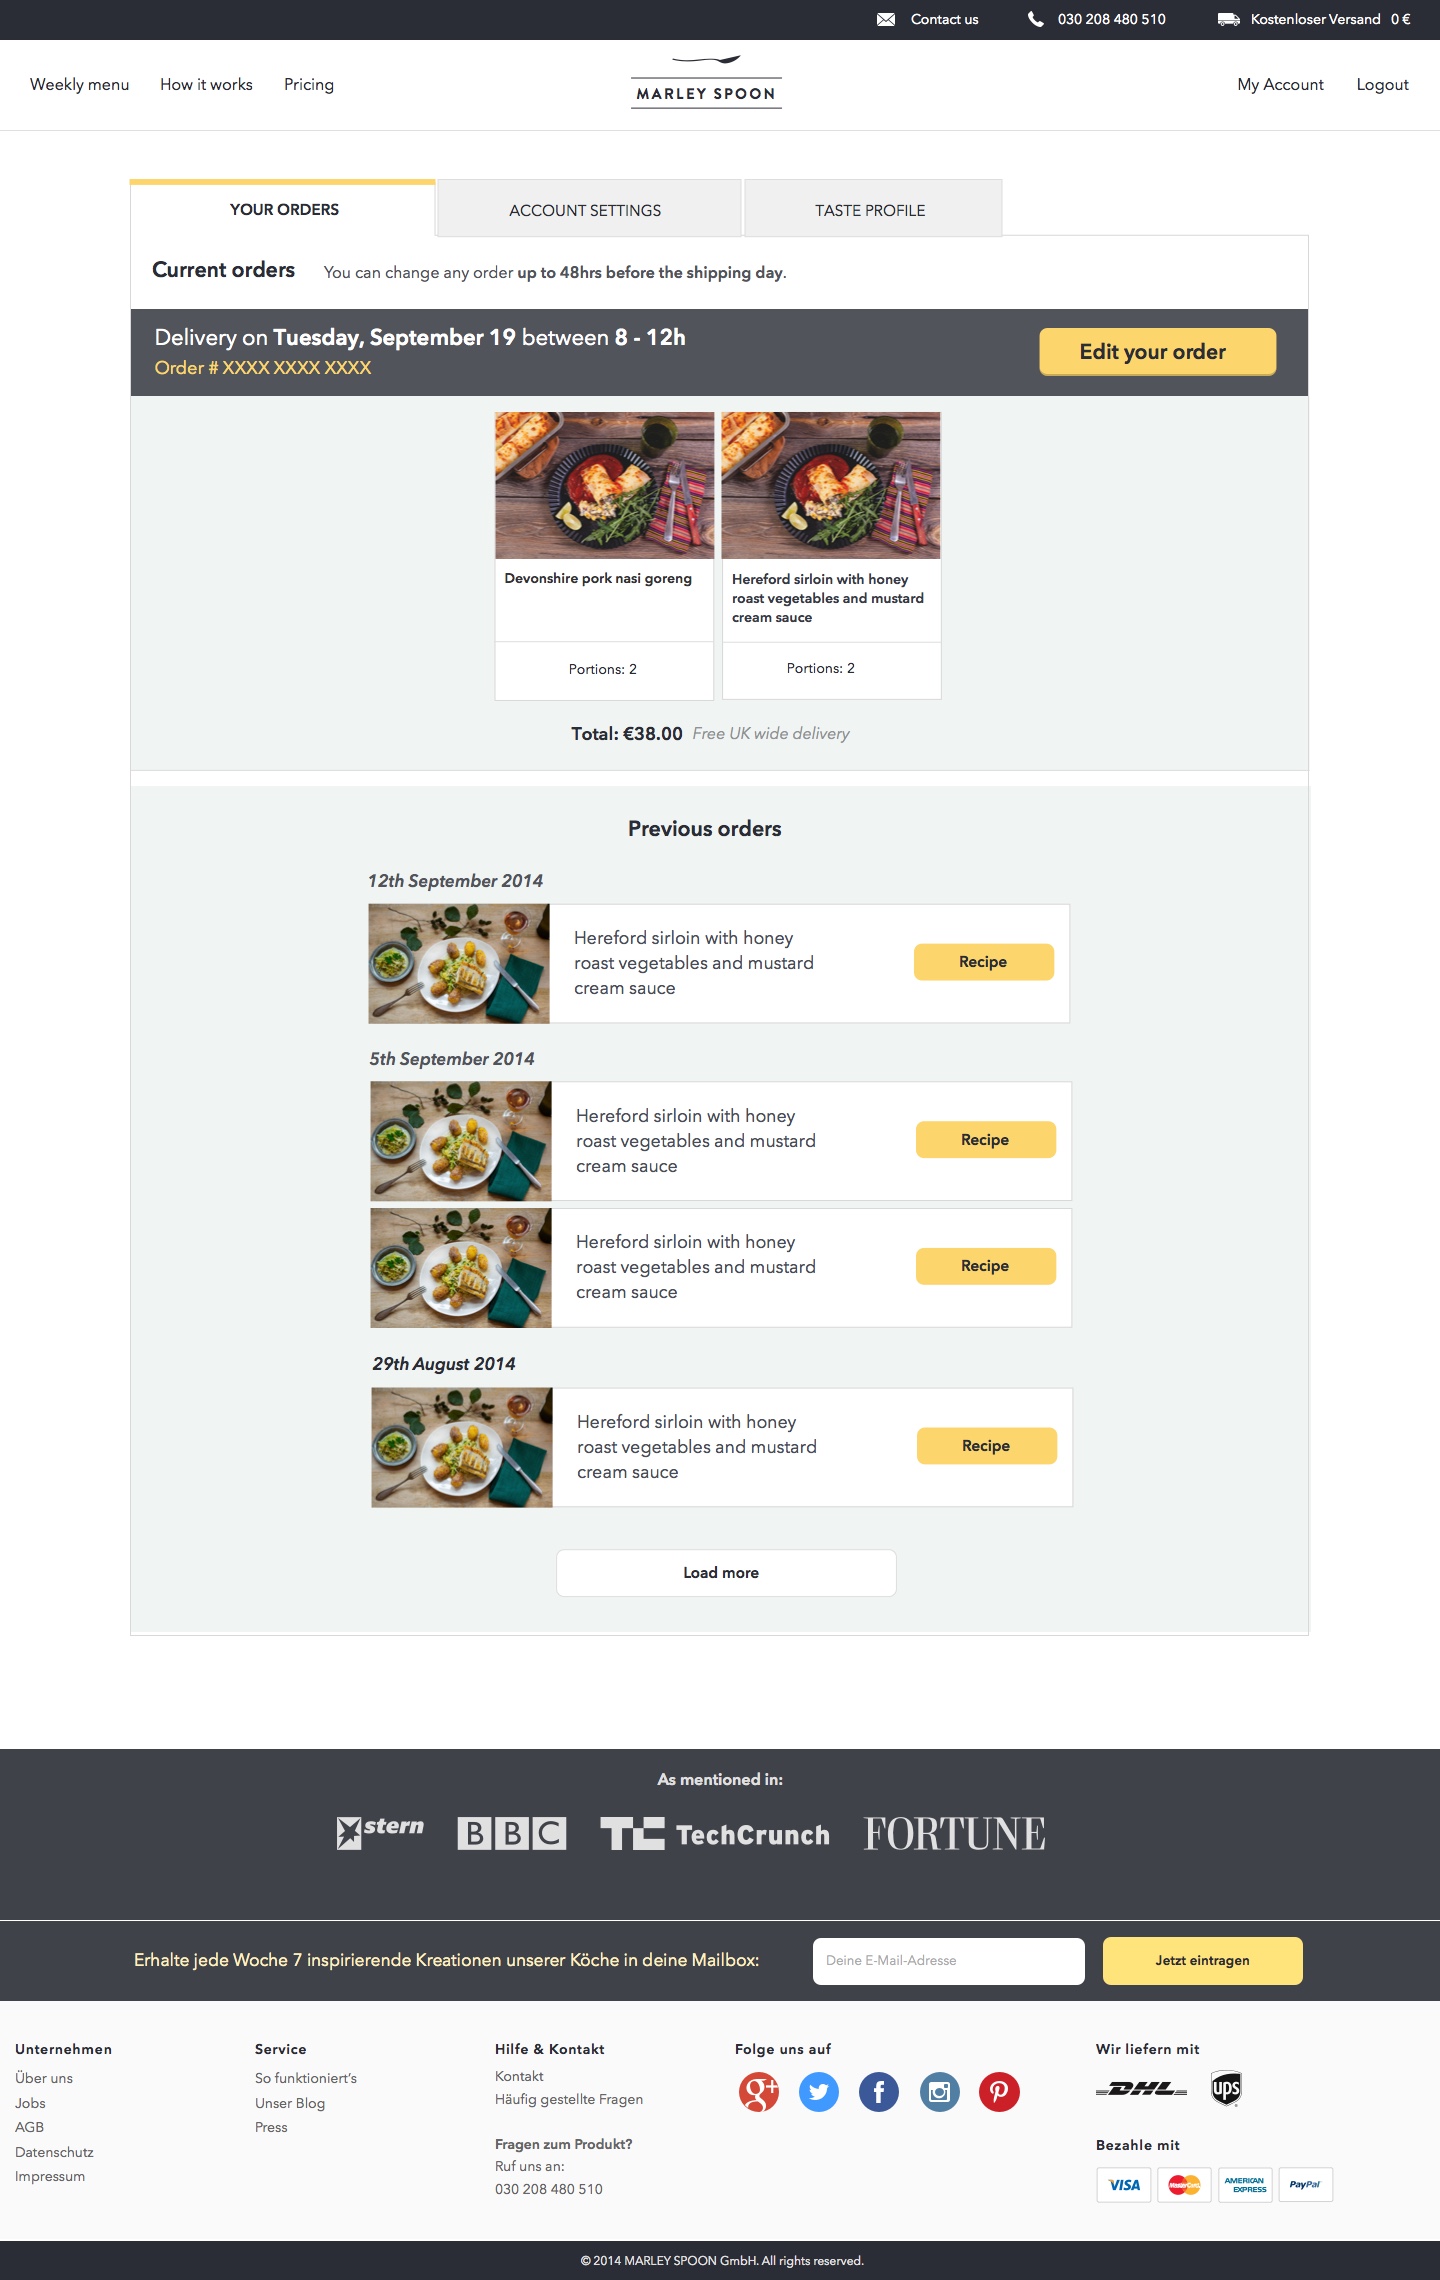 Contact us
030 208 480 510
Kostenloser Versand 0 €
Weekly menu
How it works
Pricing
MARLEY SPOON
My Account
Logout
YOUR ORDERS
ACCOUNT SETTINGS
TASTE PROFILE
Current orders
You can change any order up to 48hrs before the shipping day.
Delivery on Tuesday, September 19 between 8 - 12h
Order # XXXX XXXX XXXX
Edit your order
Devonshire pork nasi goreng
Portions: 2
Hereford sirloin with honey
roast vegetables and mustard
cream sauce
Portions: 2
Total: €38.00 Free UK wide delivery
Previous orders
12th September 2014
Hereford sirloin with honey
roast vegetables and mustard
cream sauce
Recipe
5th September 2014
Hereford sirloin with honey
roast vegetables and mustard
cream sauce
Recipe
Hereford sirloin with honey
roast vegetables and mustard
cream sauce
Recipe
29th August 2014
Hereford sirloin with honey
roast vegetables and mustard
cream sauce
Recipe
Load more
As mentioned in:
stern
BBC
TC TechCrunch
FORTUNE
Erhalte jede Woche 7 inspirierende Kreationen unserer Köche in deine Mailbox:
Deine E-Mail-Adresse
Jetzt eintragen
Unternehmen
Über uns
Jobs
AGB
Datenschutz
Impressum
Service
So funktioniert's
Unser Blog
Press
Hilfe & Kontakt
Kontakt
Häufig gestellte Fragen
Fragen zum Produkt?
Ruf uns an:
030 208 480 510
Folge uns auf
g+
f
Wir liefern mit
DHL
ups
Bezahle mit
VISA
MasterCard
AMERICAN EXPRESS
PayPal
© 2014 MARLEY SPOON GmbH. All rights reserved.